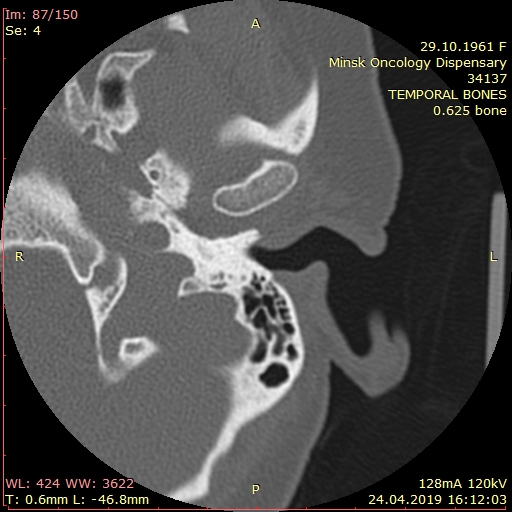 Im: 87/150
Se: 4
A
29.10.1961 F
Minsk Oncology Dispensary
34137
TEMPORAL BONES
0.625 bone
R
L
WL: 424 WW: 3622
T: 0.6mm L: -46.8mm
P
128mA 120kV
24.04.2019 16:12:03